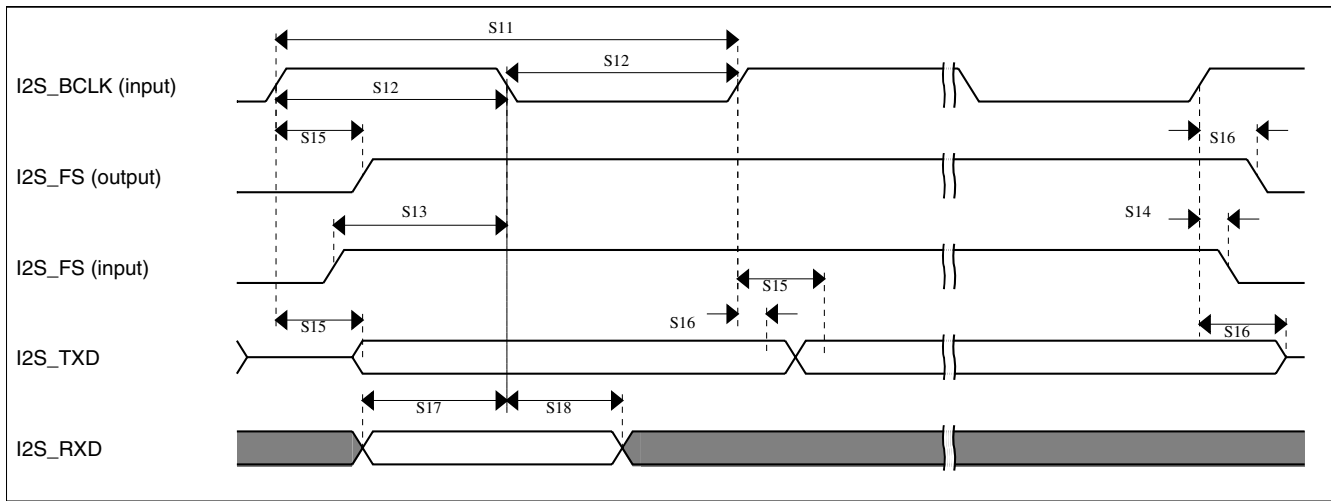 S11
I2S_BCLK (input)
S12
S12
S15
S16
I2S_FS (output)
S13
S14
I2S_FS (input)
S15
S15
S16
S16
I2S_TXD
S17
S18
I2S_RXD